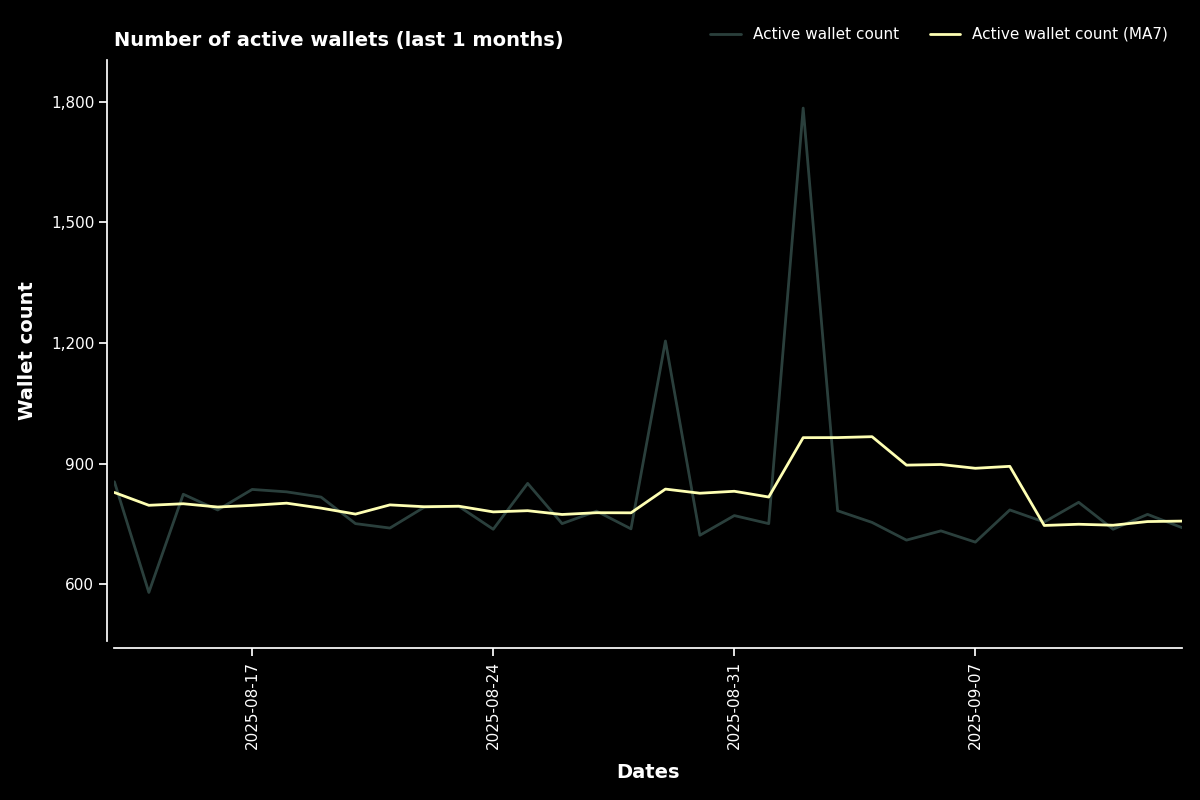 Number of active wallets (last 1 months)
Active wallet count
Active wallet count (MA7)
Wallet count
1,800
1,500
1,200
900
600
2025-08-17
2025-08-24
2025-08-31
2025-09-07
Dates